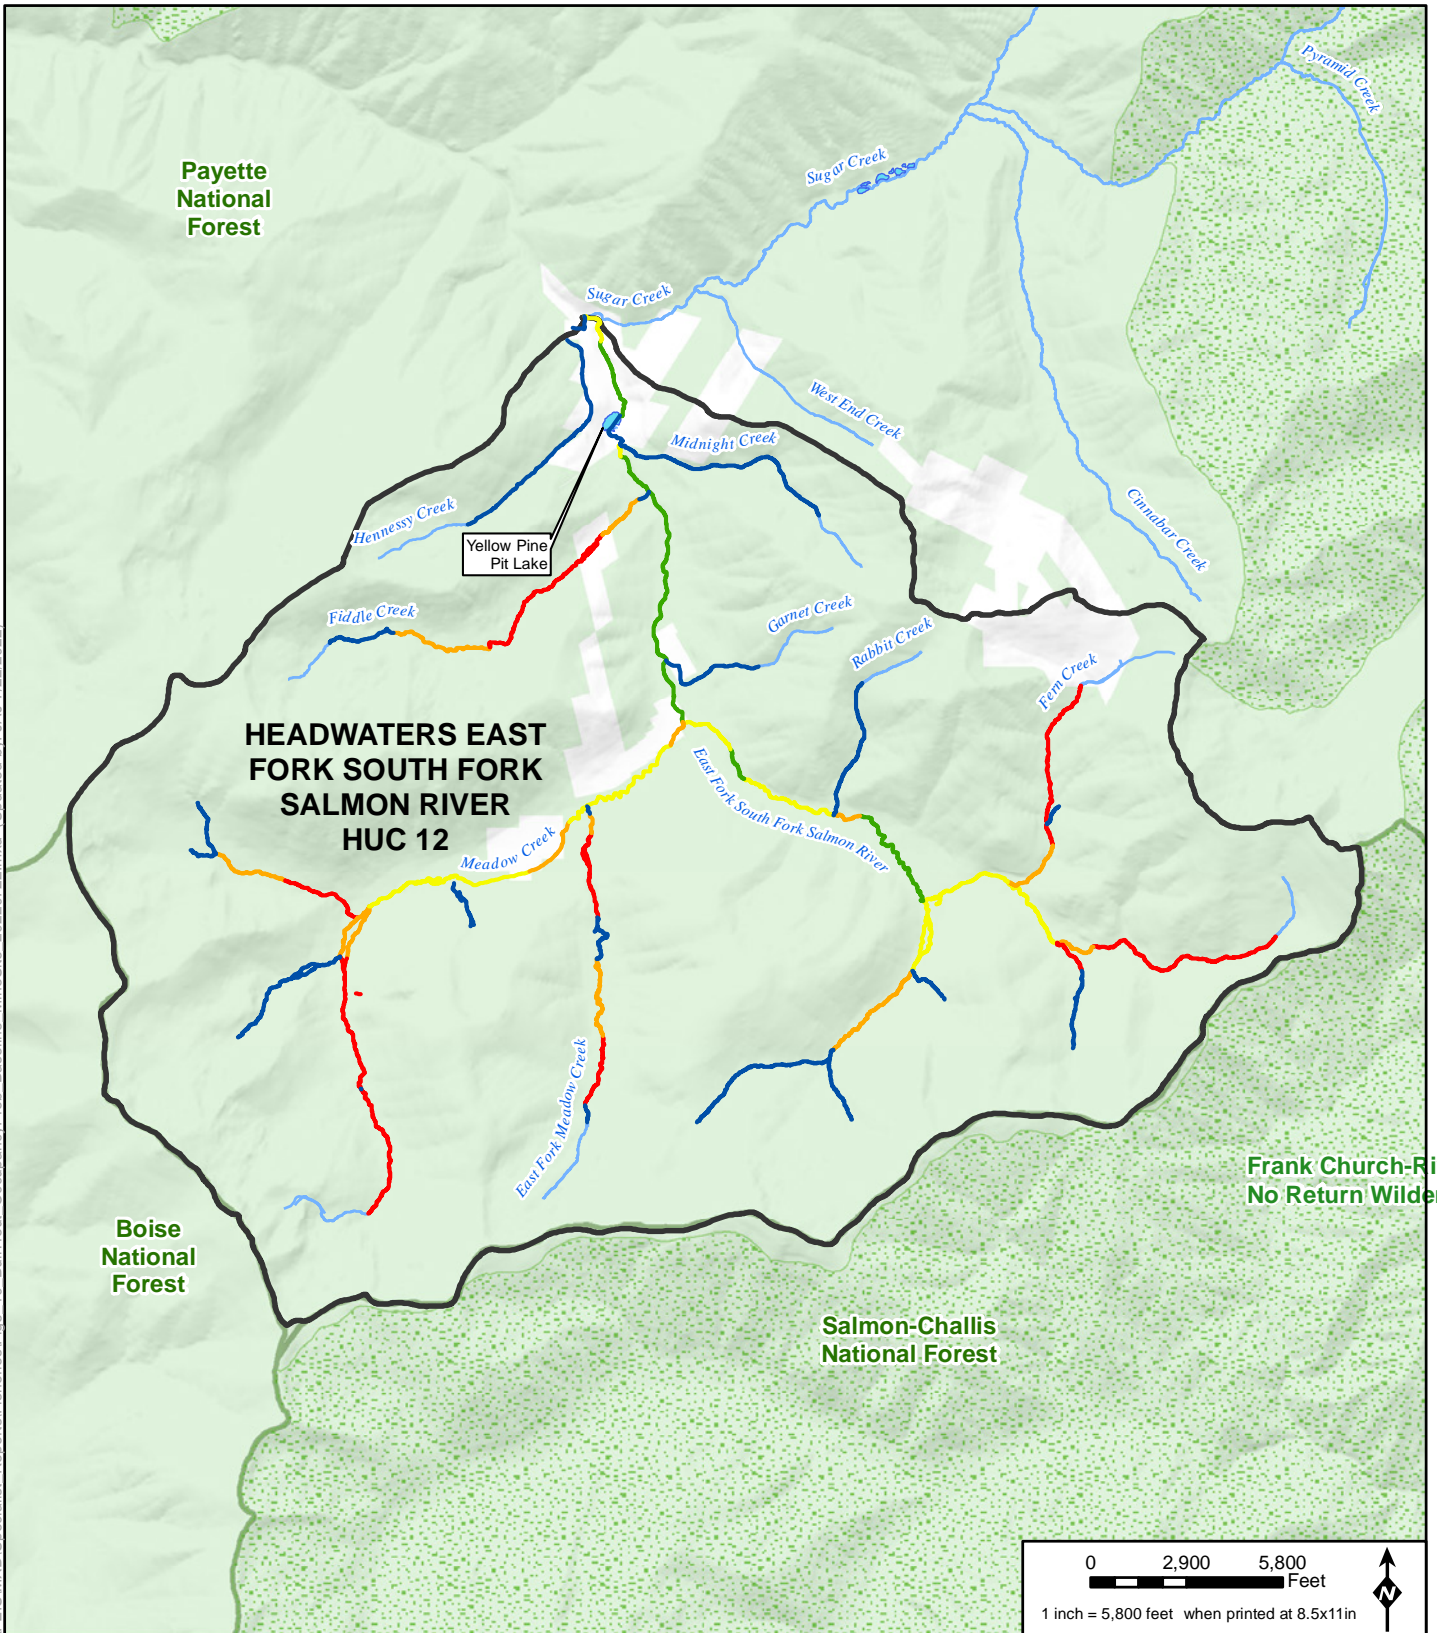 Pyramid Creek
Sugar Creek
Payette
National
Forest
Sugar Creek
West End Creek
Midnight Creek
Cinnabar Creek
Hennessy Creek
Yellow Pine
Pit Lake
Fiddle Creek
Garnet Creek
Rabbit Creek
Fern Creek
HEADWATERS EAST
FORK SOUTH FORK
SALMON RIVER
HUC 12
East Fork South Fork Salmon River
Meadow Creek
East Fork Meadow Creek
Frank Church-Ri
No Return Wilder
Boise
National
Forest
Salmon-Challis
National Forest
0 2,900 5,800
Feet
1 inch = 5,800 feet when printed at 8.5x11in
N